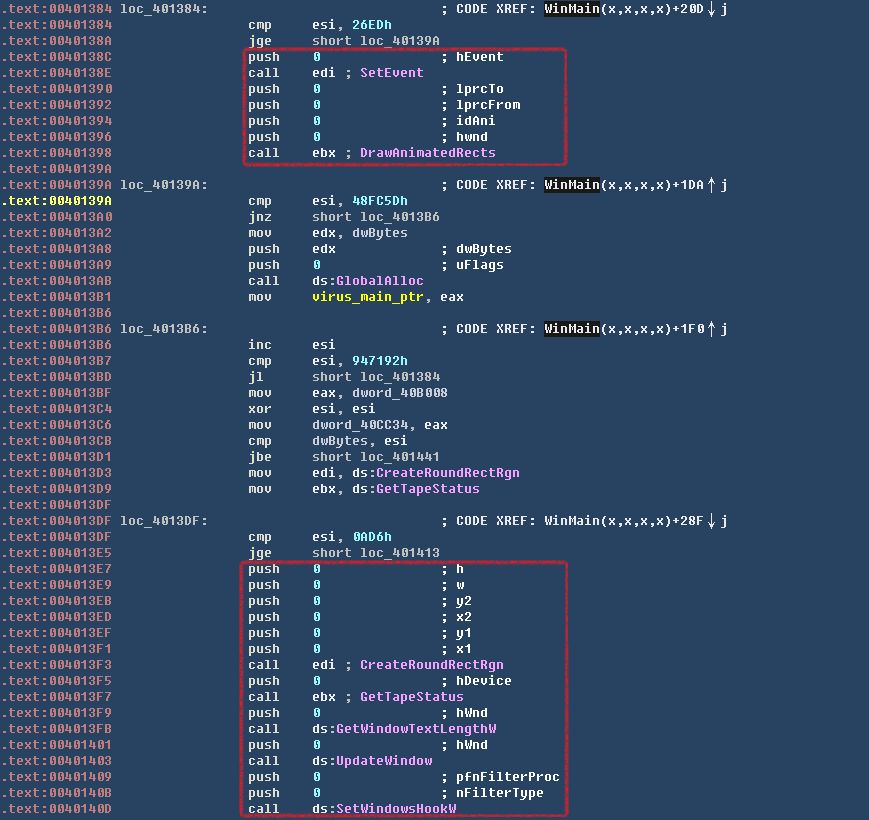 .text:00401384 loc_401384: ; CODE XREF: WinMain(x,x,x,x)+20D↓j
.text:00401384 cmp esi, 26EDh
.text:0040138A jge short loc_40139A
.text:0040138C push 0 ; hEvent
.text:0040138E call edi ; SetEvent
.text:00401390 push 0 ; lprcTo
.text:00401392 push 0 ; lprcFrom
.text:00401394 push 0 ; idAni
.text:00401396 push 0 ; hwnd
.text:00401398 call ebx ; DrawAnimatedRects
.text:0040139A
.text:0040139A loc_40139A: ; CODE XREF: WinMain(x,x,x,x)+1DA↑j
.text:0040139A cmp esi, 48FC5Dh
.text:004013A0 jnz short loc_4013B6
.text:004013A2 mov edx, dwBytes
.text:004013A8 push edx ; dwBytes
.text:004013A9 push 0 ; uFlags
.text:004013AB call ds:GlobalAlloc
.text:004013B1 mov virus_main_ptr, eax
.text:004013B6
.text:004013B6 loc_4013B6: ; CODE XREF: WinMain(x,x,x,x)+1F0↑j
.text:004013B6 inc esi
.text:004013B7 cmp esi, 947192h
.text:004013BD jl short loc_401384
.text:004013BF mov eax, dword_40B008
.text:004013C4 xor esi, esi
.text:004013C6 mov dword_40CC34, eax
.text:004013CB cmp dwBytes, esi
.text:004013D1 jbe short loc_401441
.text:004013D3 mov edi, ds:CreateRoundRectRgn
.text:004013D9 mov ebx, ds:GetTapeStatus
.text:004013DF
.text:004013DF loc_4013DF: ; CODE XREF: WinMain(x,x,x,x)+28F↓j
.text:004013DF cmp esi, 0AD6h
.text:004013E5 jge short loc_401413
.text:004013E7 push 0 ; h
.text:004013E9 push 0 ; w
.text:004013EB push 0 ; y2
.text:004013ED push 0 ; x2
.text:004013EF push 0 ; y1
.text:004013F1 push 0 ; x1
.text:004013F3 call edi ; CreateRoundRectRgn
.text:004013F5 push 0 ; hDevice
.text:004013F7 call ebx ; GetTapeStatus
.text:004013F9 push 0 ; hWnd
.text:004013FB call ds:GetWindowTextLengthW
.text:00401401 push 0 ; hWnd
.text:00401403 call ds:UpdateWindow
.text:00401409 push 0 ; pfnFilterProc
.text:0040140B push 0 ; nFilterType
.text:0040140D call ds:SetWindowsHookW